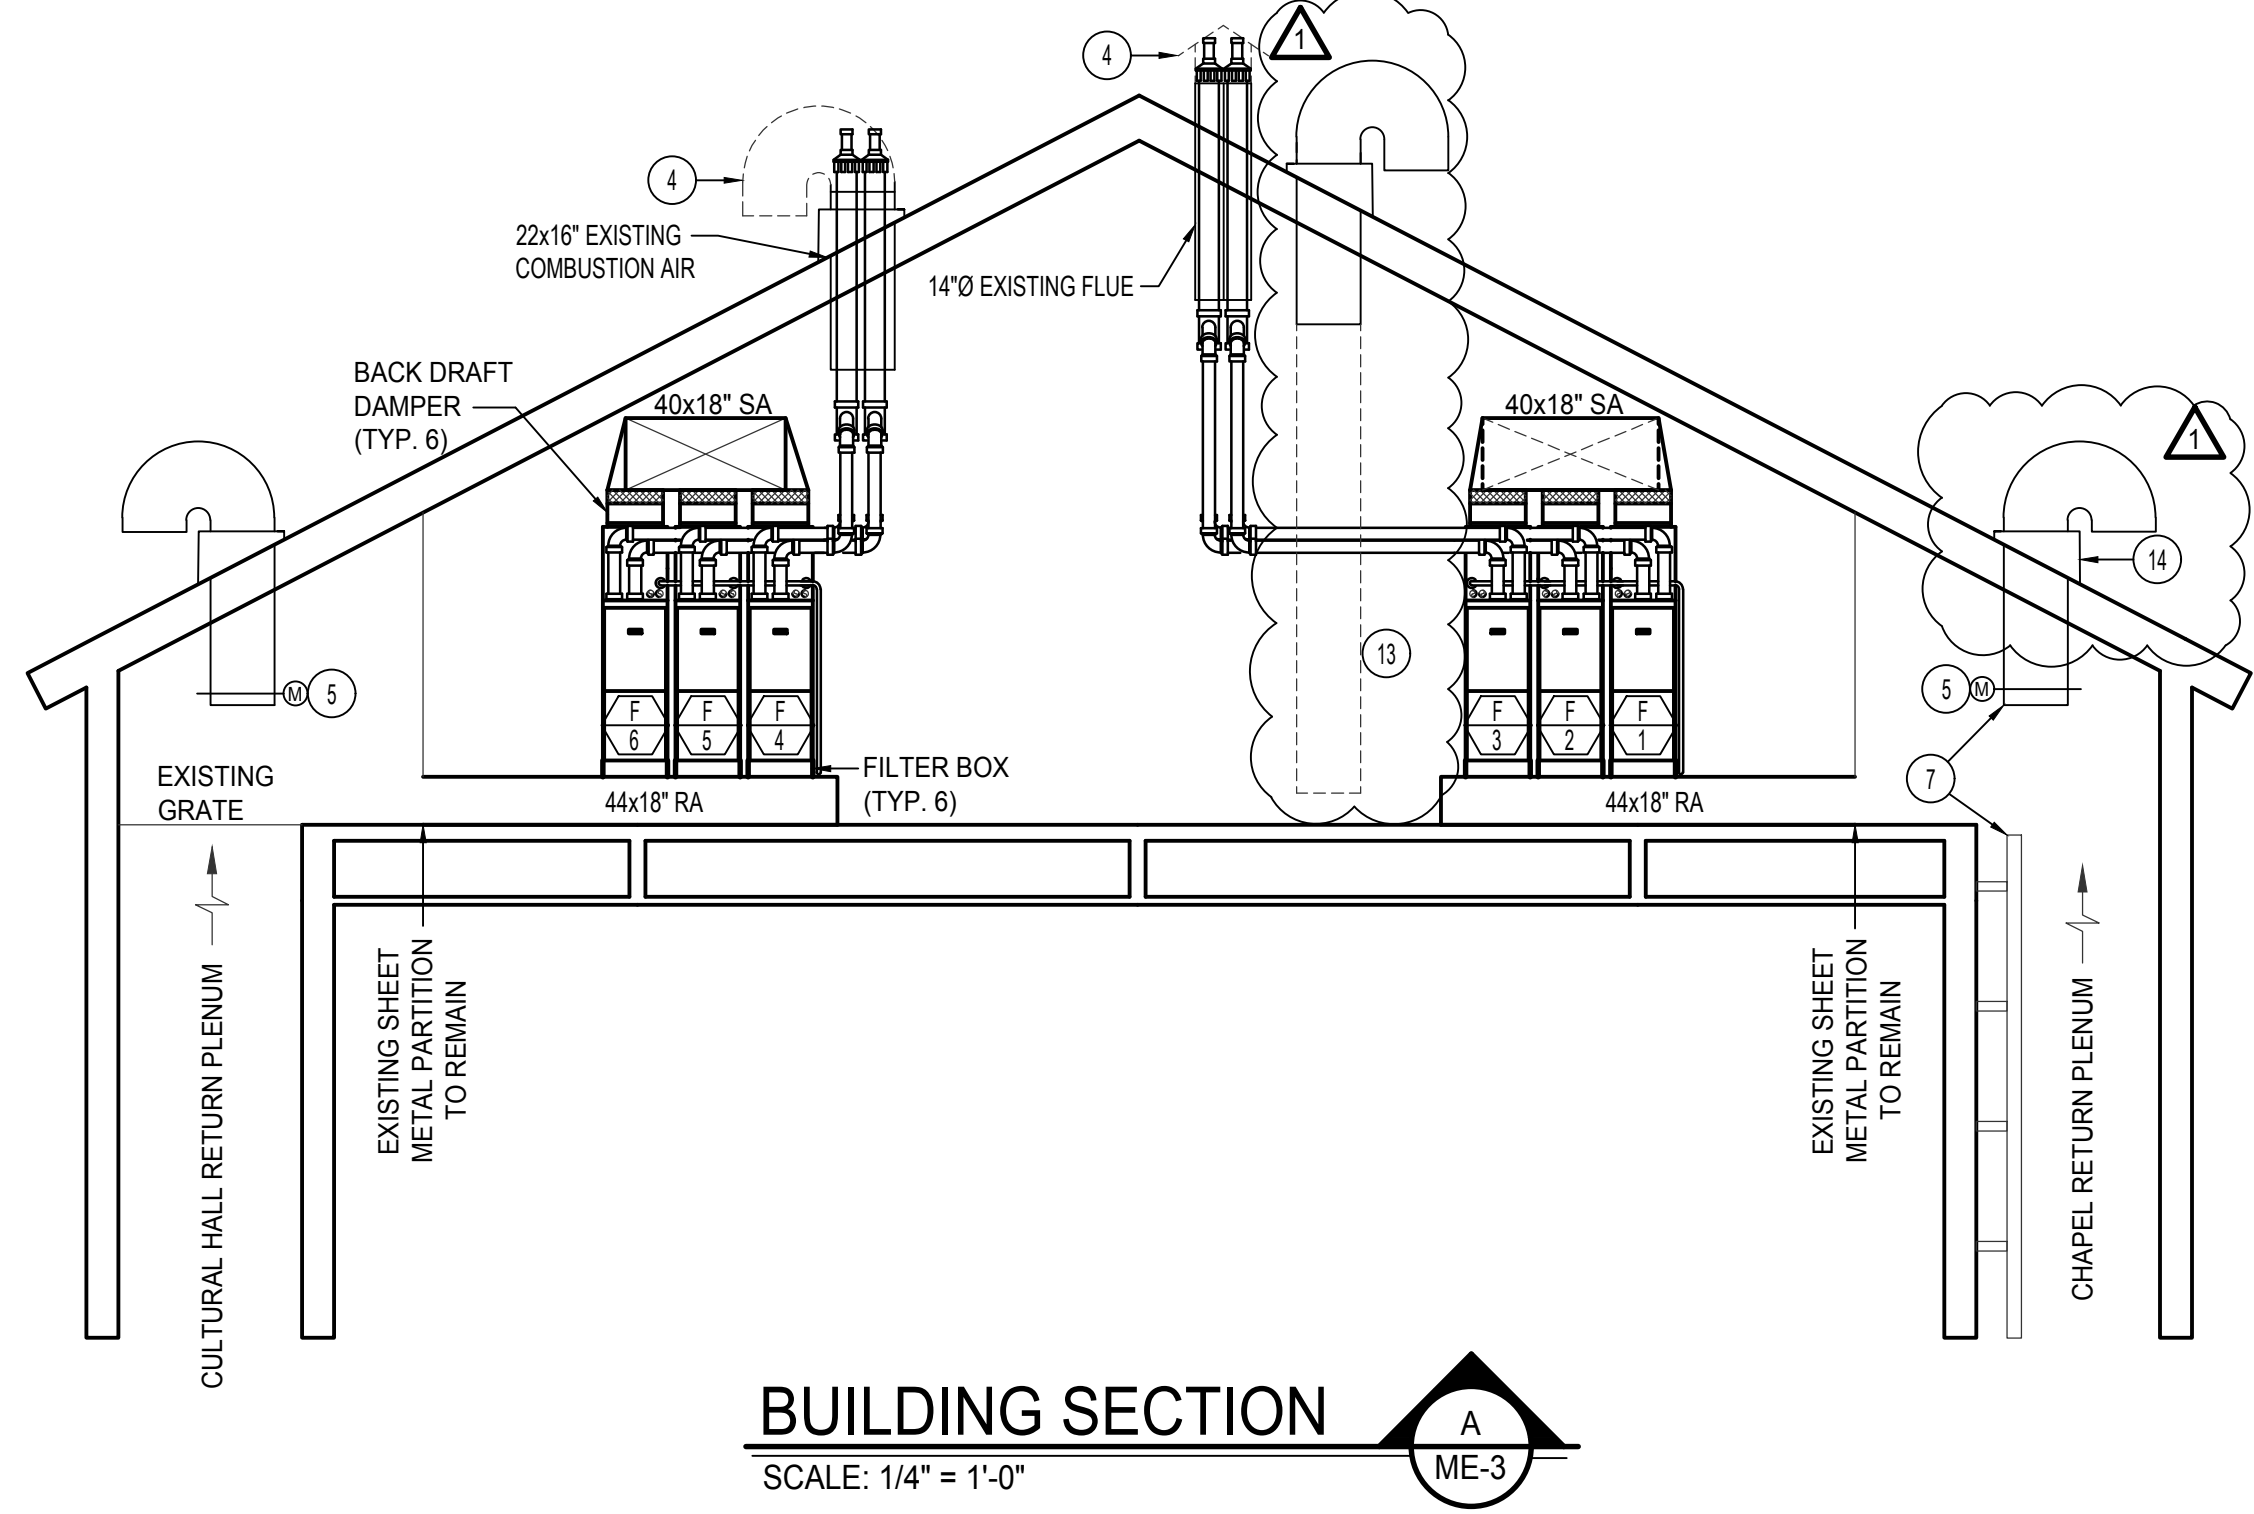 4
1
4
22x16" EXISTING
COMBUSTION AIR
14"Ø EXISTING FLUE
BACK DRAFT
DAMPER
(TYP. 6)
40x18" SA
40x18" SA
1
14
13
M
5
5
M
F
6
F
5
F
4
F
3
F
2
F
1
7
EXISTING
GRATE
FILTER BOX
(TYP. 6)
44x18" RA
44x18" RA
CULTURAL HALL RETURN PLENUM
EXISTING SHEET
METAL PARTITION
TO REMAIN
EXISTING SHEET
METAL PARTITION
TO REMAIN
CHAPEL RETURN PLENUM
BUILDING SECTION
SCALE: 1/4" = 1'-0"
A
ME-3